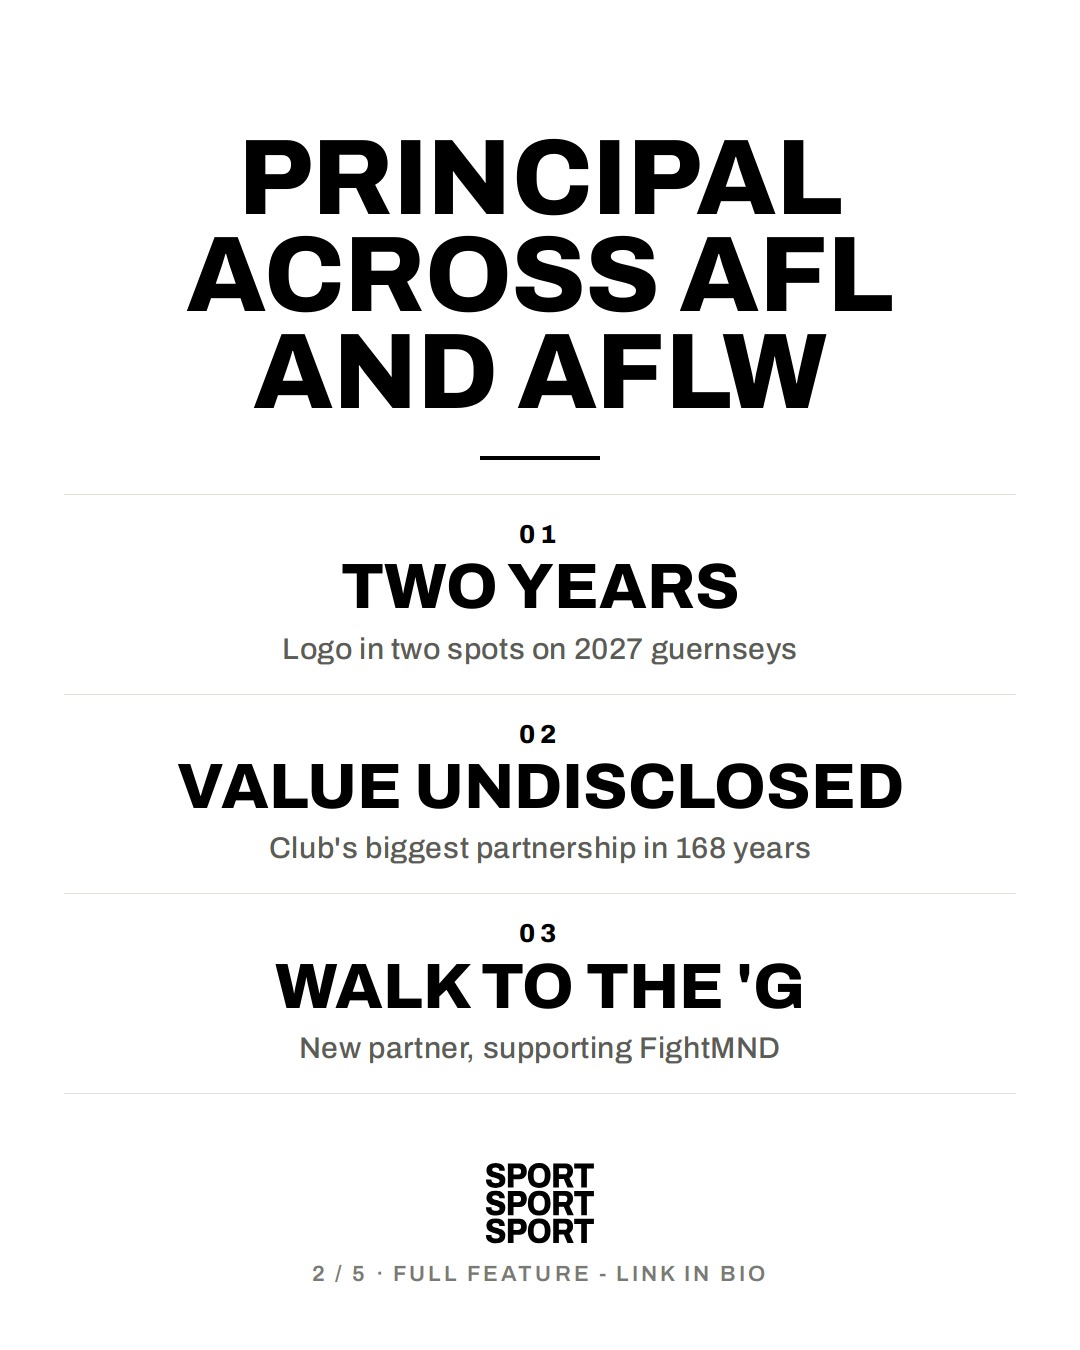 PRINCIPAL
ACROSS AFL
AND AFLW
01
TWO YEARS
Logo in two spots on 2027 guernseys
02
VALUE UNDISCLOSED
Club's biggest partnership in 168 years
03
WALK TO THE 'G
New partner, supporting FightMND
SPORT
SPORT
SPORT
2 / 5 · FULL FEATURE - LINK IN BIO